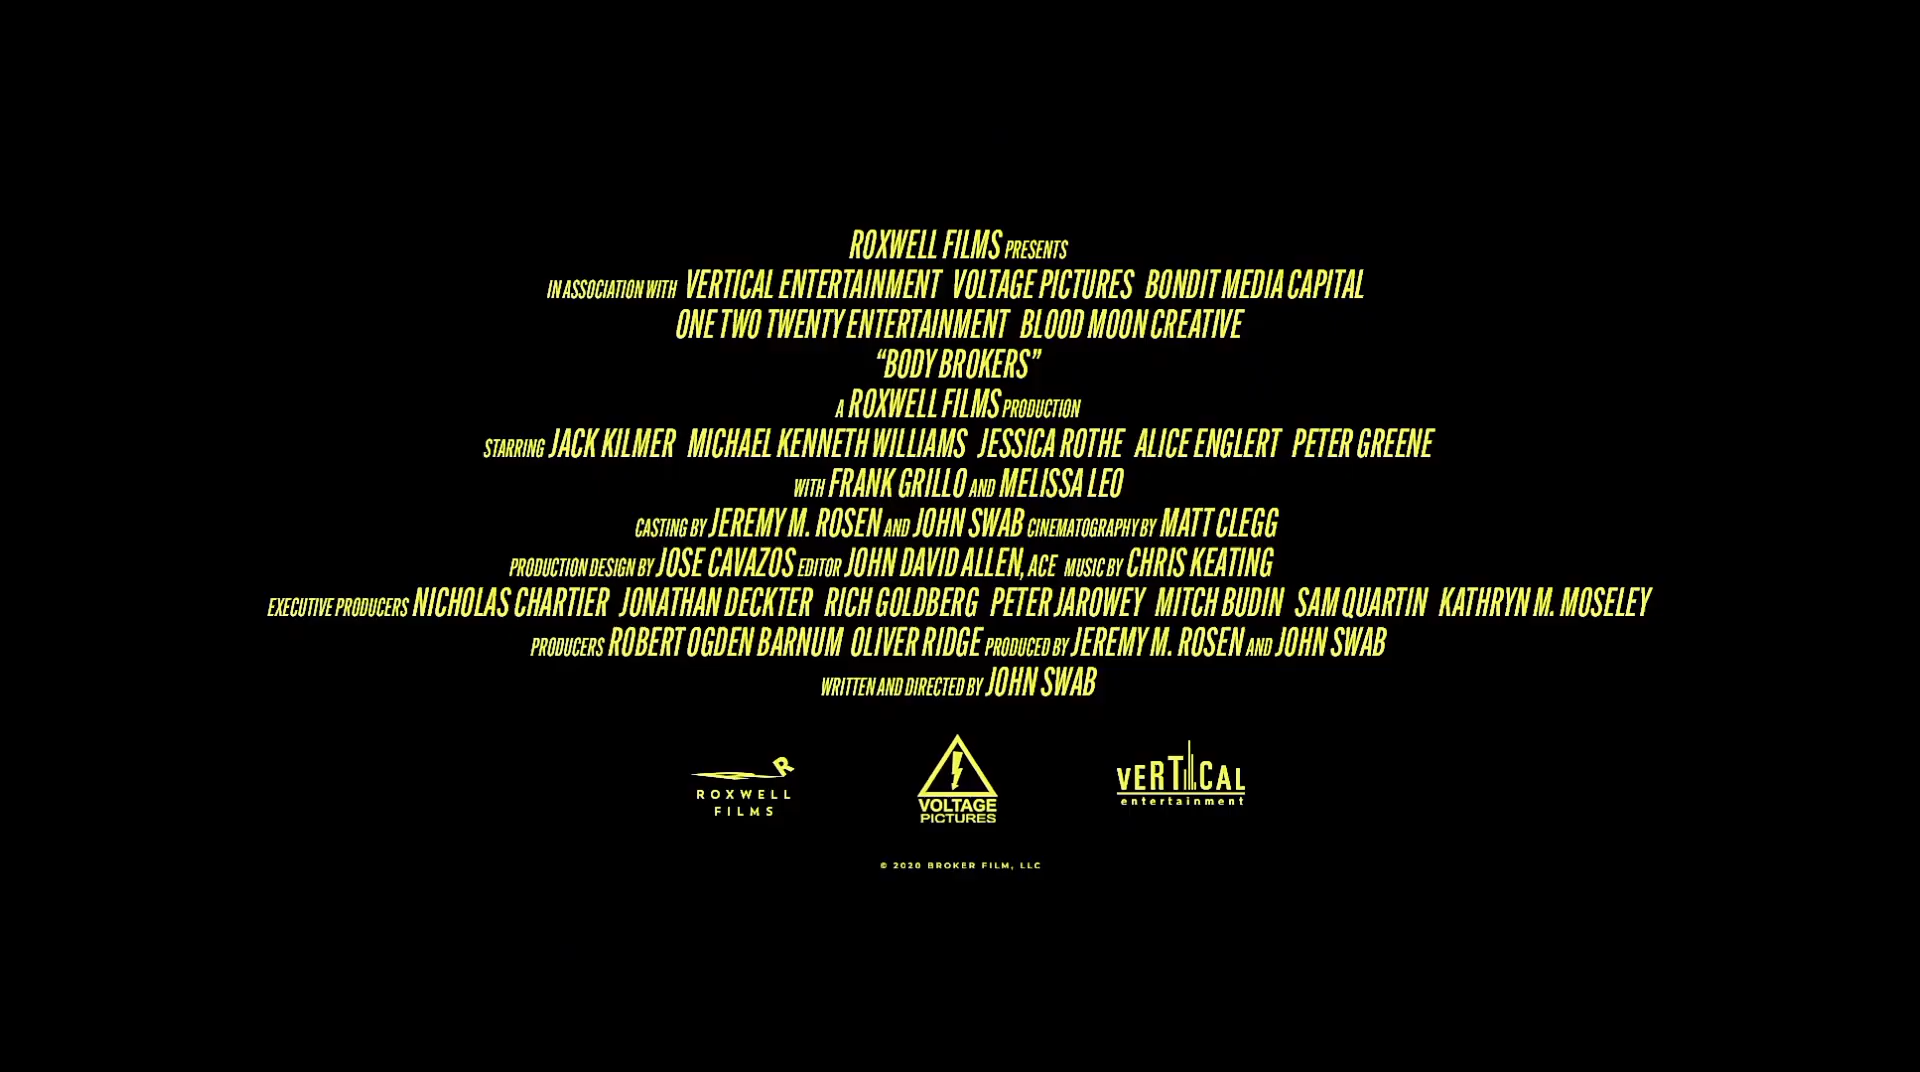 ROXWELL FILMS PRESENTS
IN ASSOCIATION WITH VERTICAL ENTERTAINMENT VOLTAGE PICTURES BONDIT MEDIA CAPITAL
ONE TWO TWENTY ENTERTAINMENT BLOOD MOON CREATIVE
“BODY BROKERS”
A ROXWELL FILMS PRODUCTION
STARRING JACK KILMER MICHAEL KENNETH WILLIAMS JESSICA ROTHE ALICE ENGLERT PETER GREENE
WITH FRANK GRILLO AND MELISSA LEO
CASTING BY JEREMY M. ROSEN AND JOHN SWAB CINEMATOGRAPHY BY MATT CLEGG
PRODUCTION DESIGN BY JOSE CAVAZOS EDITOR JOHN DAVID ALLEN, ACE MUSIC BY CHRIS KEATING
EXECUTIVE PRODUCERS NICHOLAS CHARTIER JONATHAN DECKTER RICH GOLDBERG PETER JAROWEY MITCH BUDIN SAM QUARTIN KATHRYN M. MOSELEY
PRODUCERS ROBERT OGDEN BARNUM OLIVER RIDGE PRODUCED BY JEREMY M. ROSEN AND JOHN SWAB
WRITTEN AND DIRECTED BY JOHN SWAB
R
ROXWELL
FILMS
VOLTAGE
PICTURES
VERTICAL
entertainment
© 2020 BROKER FILM, LLC